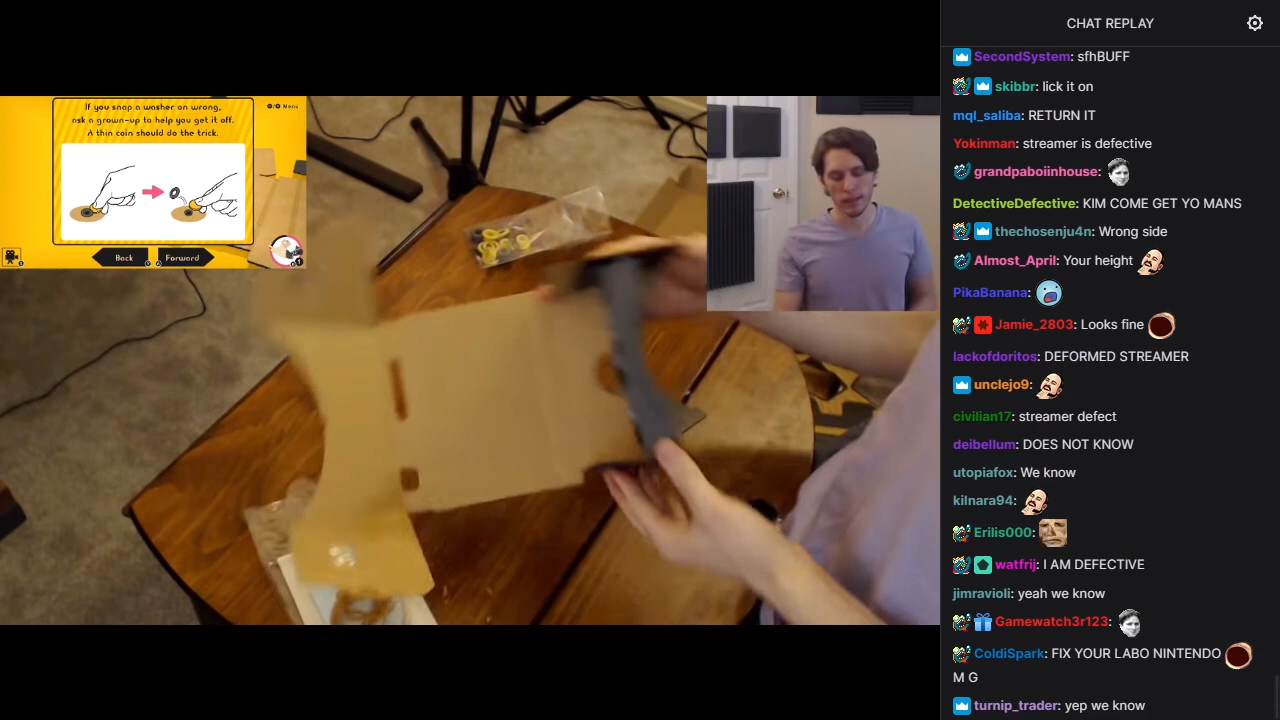 If you snap a washer on wrong,
ask a grown-up to help you get it off.
A thin coin should do the trick.
Menu
Back
Forward
CHAT REPLAY
SecondSystem: sfhBUFF
skibbr: lick it on
mql_saliba: RETURN IT
Yokinman: streamer is defective
grandpaboiinhouse:
DetectiveDefective: KIM COME GET YO MANS
thechosenju4n: Wrong side
Almost_April: Your height
PikaBanana:
Jamie_2803: Looks fine
lackofdoritos: DEFORMED STREAMER
unclejo9:
civilian17: streamer defect
deibellum: DOES NOT KNOW
utopiafox: We know
kilnara94:
Erilis000:
watfrij: I AM DEFECTIVE
jimravioli: yeah we know
Gamewatch3r123:
ColdiSpark: FIX YOUR LABO NINTENDO
M G
turnip_trader: yep we know